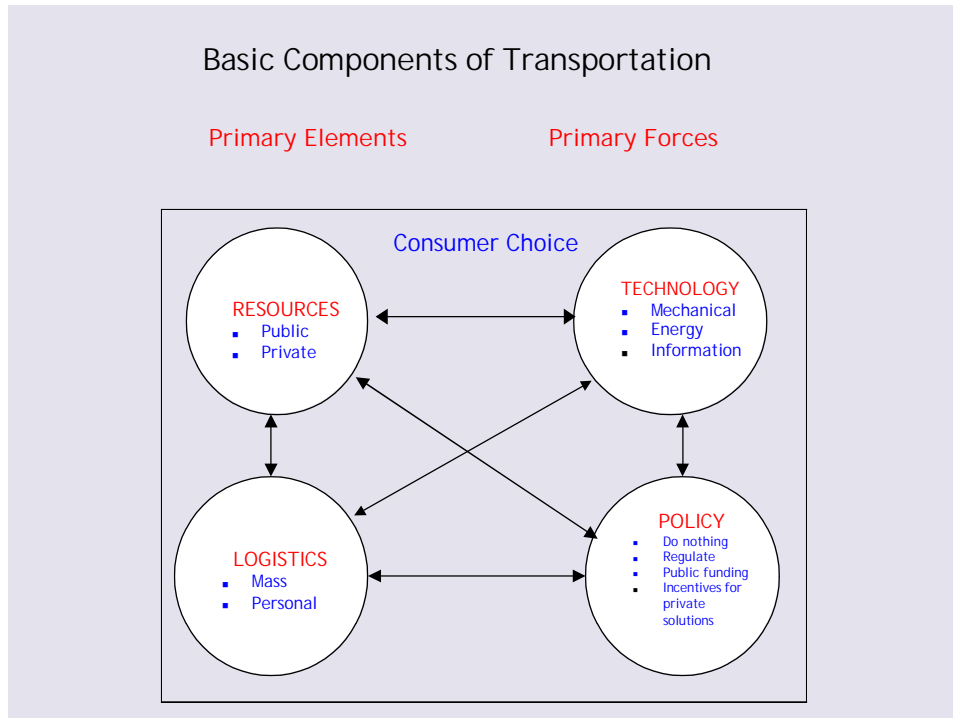 Basic Components of Transportation
Primary Elements
Primary Forces
Consumer Choice
RESOURCES
▪ Public
▪ Private
TECHNOLOGY
▪ Mechanical
▪ Energy
▪ Information
LOGISTICS
▪ Mass
▪ Personal
POLICY
▪ Do nothing
▪ Regulate
▪ Public funding
▪ Incentives for
private
solutions